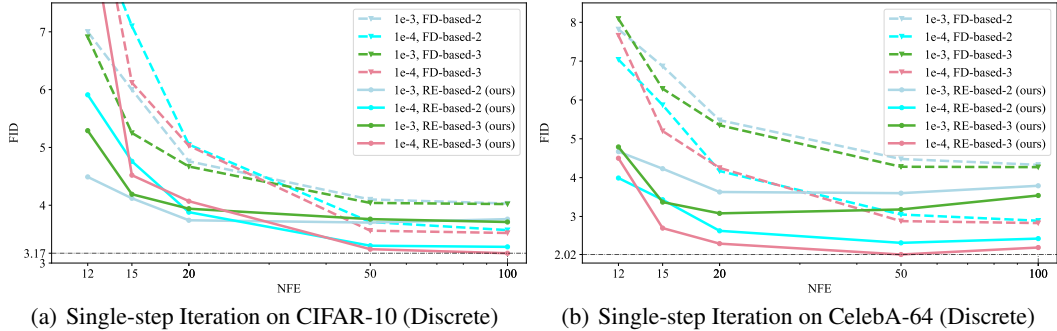 7
6
5
4
3.17
3
FID
12
15
20
50
100
NFE
1e-3, FD-based-2
1e-4, FD-based-2
1e-3, FD-based-3
1e-4, FD-based-3
1e-3, RE-based-2 (ours)
1e-4, RE-based-2 (ours)
1e-3, RE-based-3 (ours)
1e-4, RE-based-3 (ours)
(a) Single-step Iteration on CIFAR-10 (Discrete)
8
7
6
5
4
3
2.02
FID
12
15
20
50
100
NFE
1e-3, FD-based-2
1e-4, FD-based-2
1e-3, FD-based-3
1e-4, FD-based-3
1e-3, RE-based-2 (ours)
1e-4, RE-based-2 (ours)
1e-3, RE-based-3 (ours)
1e-4, RE-based-3 (ours)
(b) Single-step Iteration on CelebA-64 (Discrete)